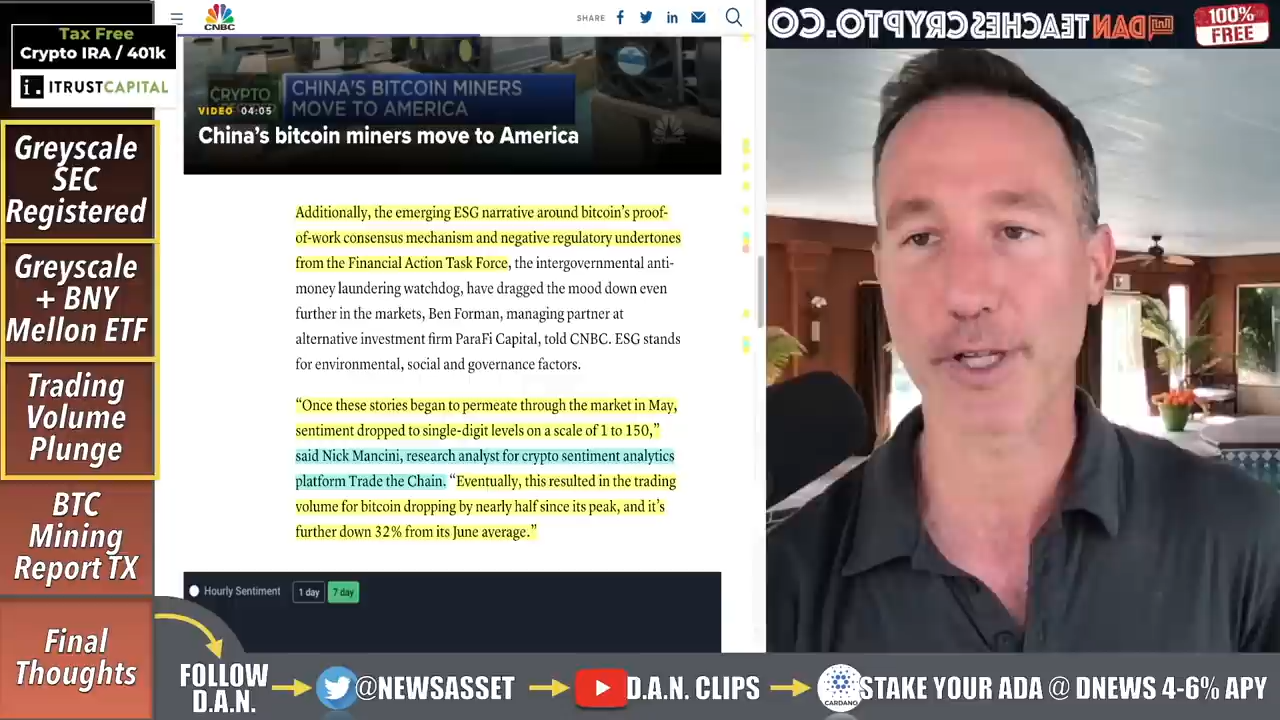 Tax Free
Crypto IRA / 401k
ITRUSTCAPITAL
Greyscale
SEC
Registered
Greyscale
+ BNY
Mellon ETF
Trading
Volume
Plunge
BTC
Mining
Report TX
Final
Thoughts
CNBC
SHARE
CRYPTO
CHINA'S BITCOIN MINERS
MOVE TO AMERICA
VIDEO 04:05
China's bitcoin miners move to America
CNBC
Additionally, the emerging ESG narrative around bitcoin's proof-
of-work consensus mechanism and negative regulatory undertones
from the Financial Action Task Force, the intergovernmental anti-
money laundering watchdog, have dragged the mood down even
further in the markets, Ben Forman, managing partner at
alternative investment firm ParaFi Capital, told CNBC. ESG stands
for environmental, social and governance factors.
“Once these stories began to permeate through the market in May,
sentiment dropped to single-digit levels on a scale of 1 to 150,”
said Nick Mancini, research analyst for crypto sentiment analytics
platform Trade the Chain. “Eventually, this resulted in the trading
volume for bitcoin dropping by nearly half since its peak, and it's
further down 32% from its June average.”
Hourly Sentiment 1 day 7 day
DAN TEACHES CRYPTO.CO
100%
FREE
FOLLOW
D.A.N.
@NEWSASSET
D.A.N. CLIPS
CARDANO
STAKE YOUR ADA @ DNEWS 4-6% APY